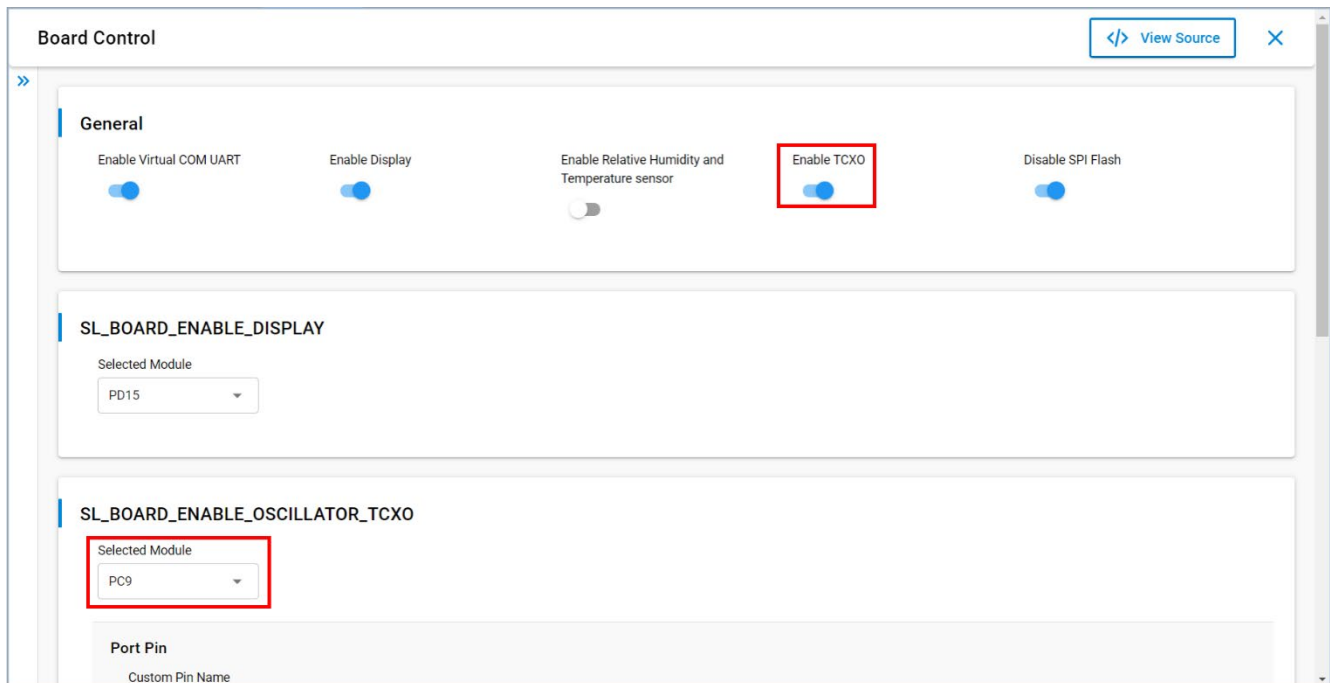 Board Control
</> View Source
General
Enable Virtual COM UART
Enable Display
Enable Relative Humidity and
Temperature sensor
Enable TCXO
Disable SPI Flash
SL_BOARD_ENABLE_DISPLAY
Selected Module
PD15
SL_BOARD_ENABLE_OSCILLATOR_TCXO
Selected Module
PC9
Port Pin
Custom Pin Name